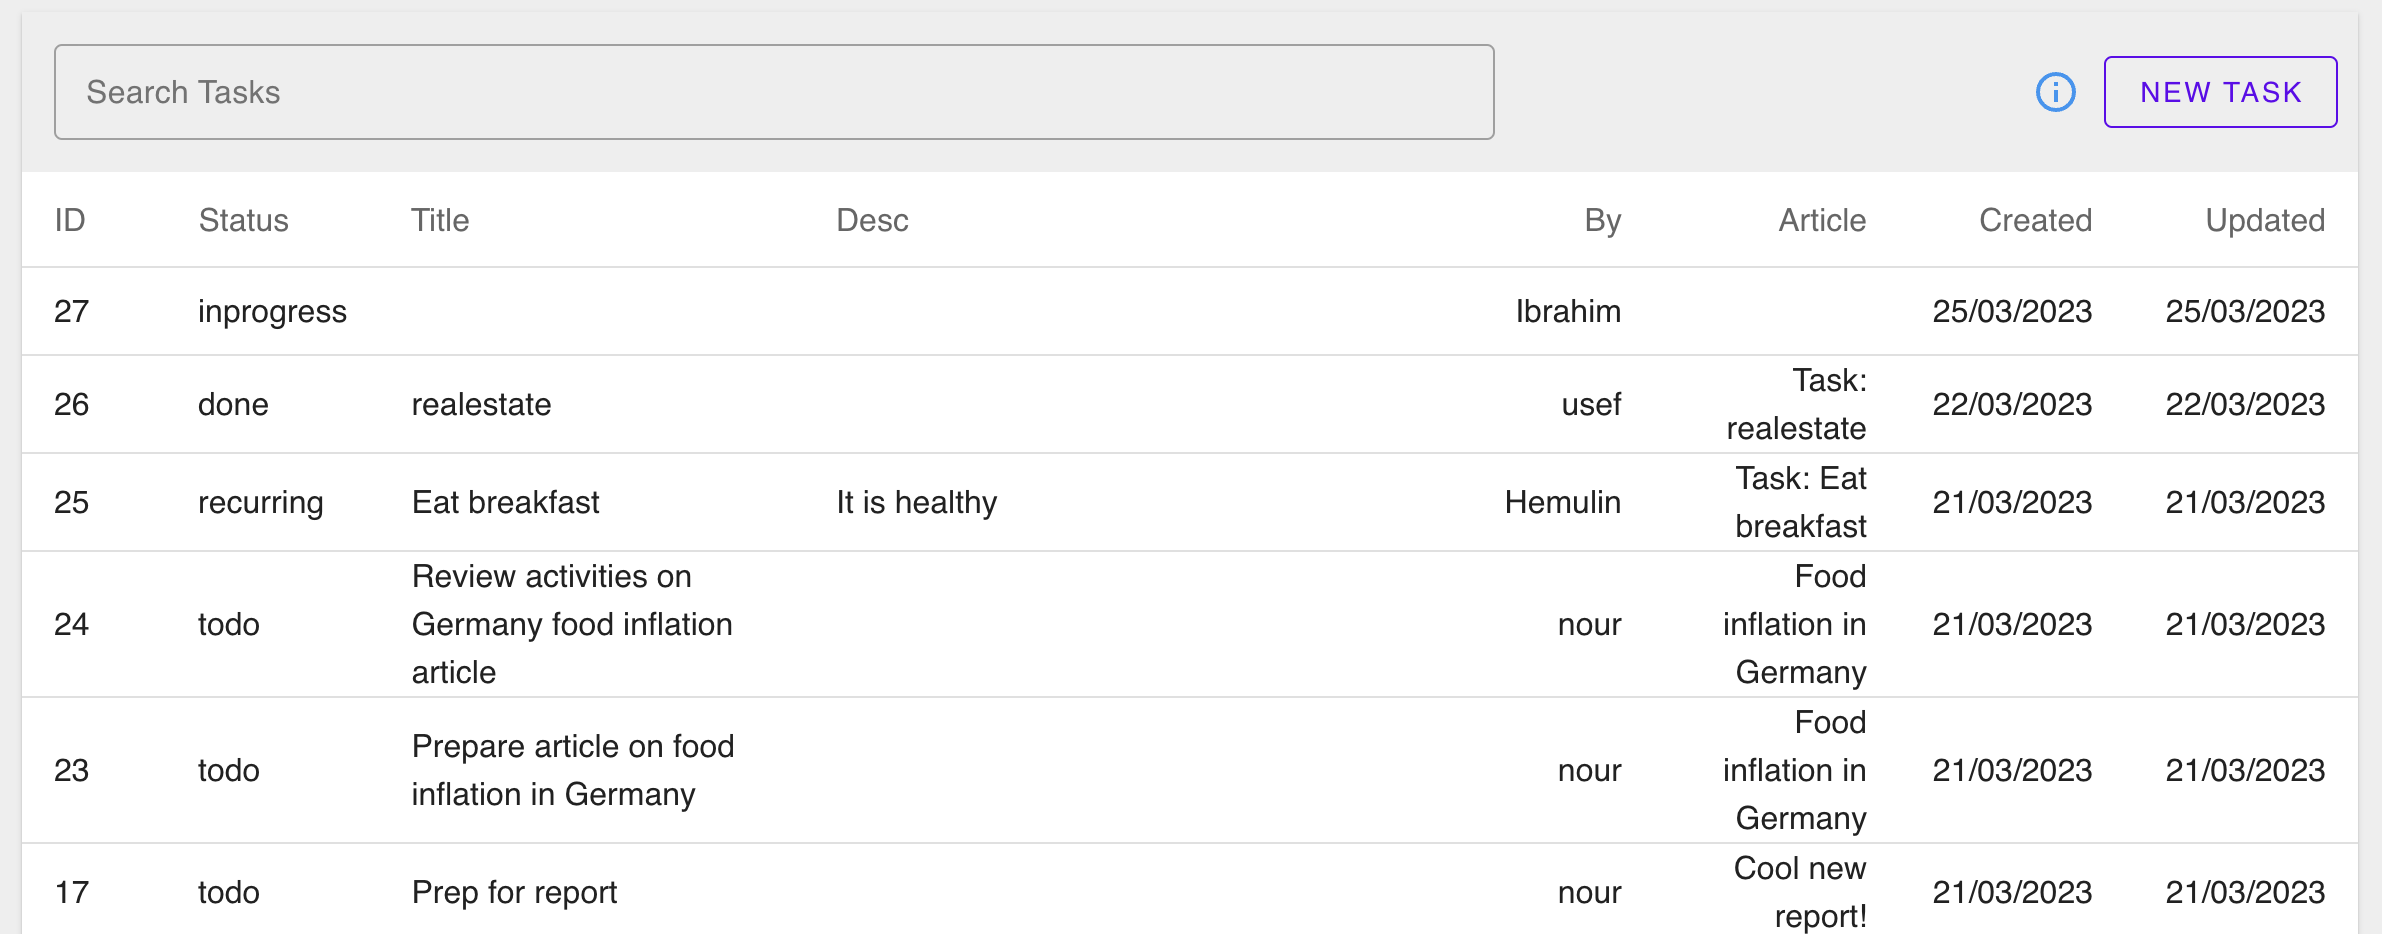 Search Tasks
NEW TASK
ID Status Title Desc By Article Created Updated
27 inprogress Ibrahim 25/03/2023 25/03/2023
26 done realestate usef Task: realestate 22/03/2023 22/03/2023
25 recurring Eat breakfast It is healthy Hemulin Task: Eat breakfast 21/03/2023 21/03/2023
24 todo Review activities on Germany food inflation article nour Food inflation in Germany 21/03/2023 21/03/2023
23 todo Prepare article on food inflation in Germany nour Food inflation in Germany 21/03/2023 21/03/2023
17 todo Prep for report nour Cool new report! 21/03/2023 21/03/2023